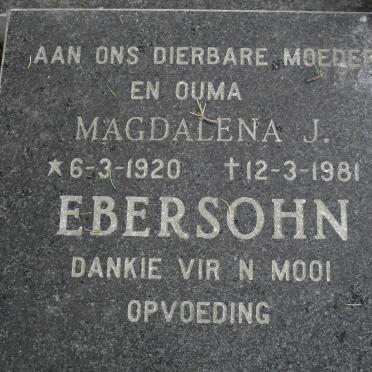 AAN ONS DIERBARE MOEDER
EN OUMA
MAGDALENA J.
*6-3-1920 †12-3-1981
EBERSOHN
DANKIE VIR 'N MOOI
OPVOEDING